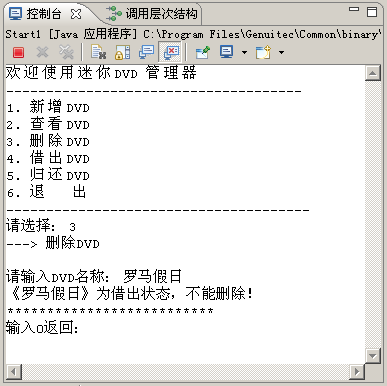 控制台 调用层次结构
Start1 [Java 应用程序] C:\Program Files\Genuitec\Common\binary\
欢迎使用迷你DVD 管理器
-------------------------------------
1. 新增DVD
2. 查看DVD
3. 删除DVD
4. 借出DVD
5. 归还DVD
6. 退 出
--------------------------------------
请选择: 3
---> 删除DVD
请输入DVD名称: 罗马假日
《罗马假日》为借出状态,不能删除!
**************************
输入0返回: